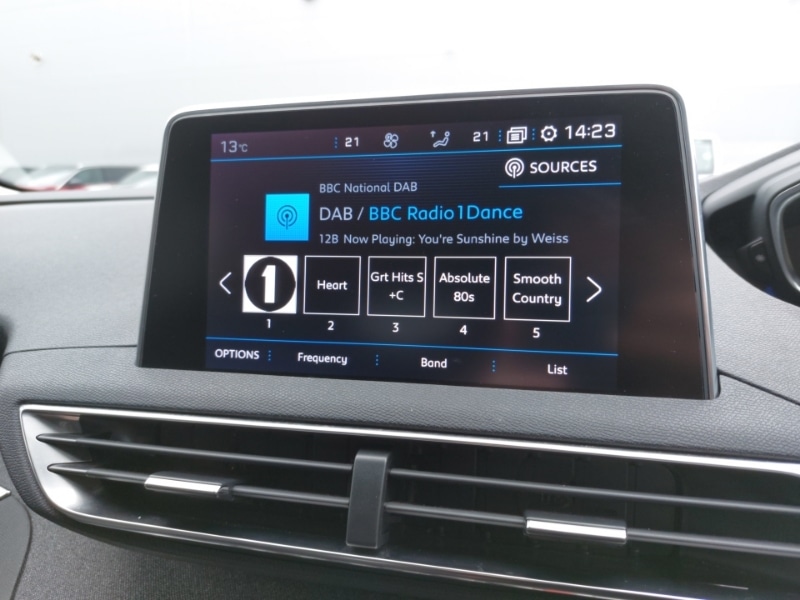 13°C 21 21 14:23
SOURCES
BBC National DAB
DAB / BBC Radio1Dance
12B Now Playing: You're Sunshine by Weiss
1 Heart Grt Hits S +C Absolute 80s Smooth Country
1 2 3 4 5
OPTIONS Frequency Band List